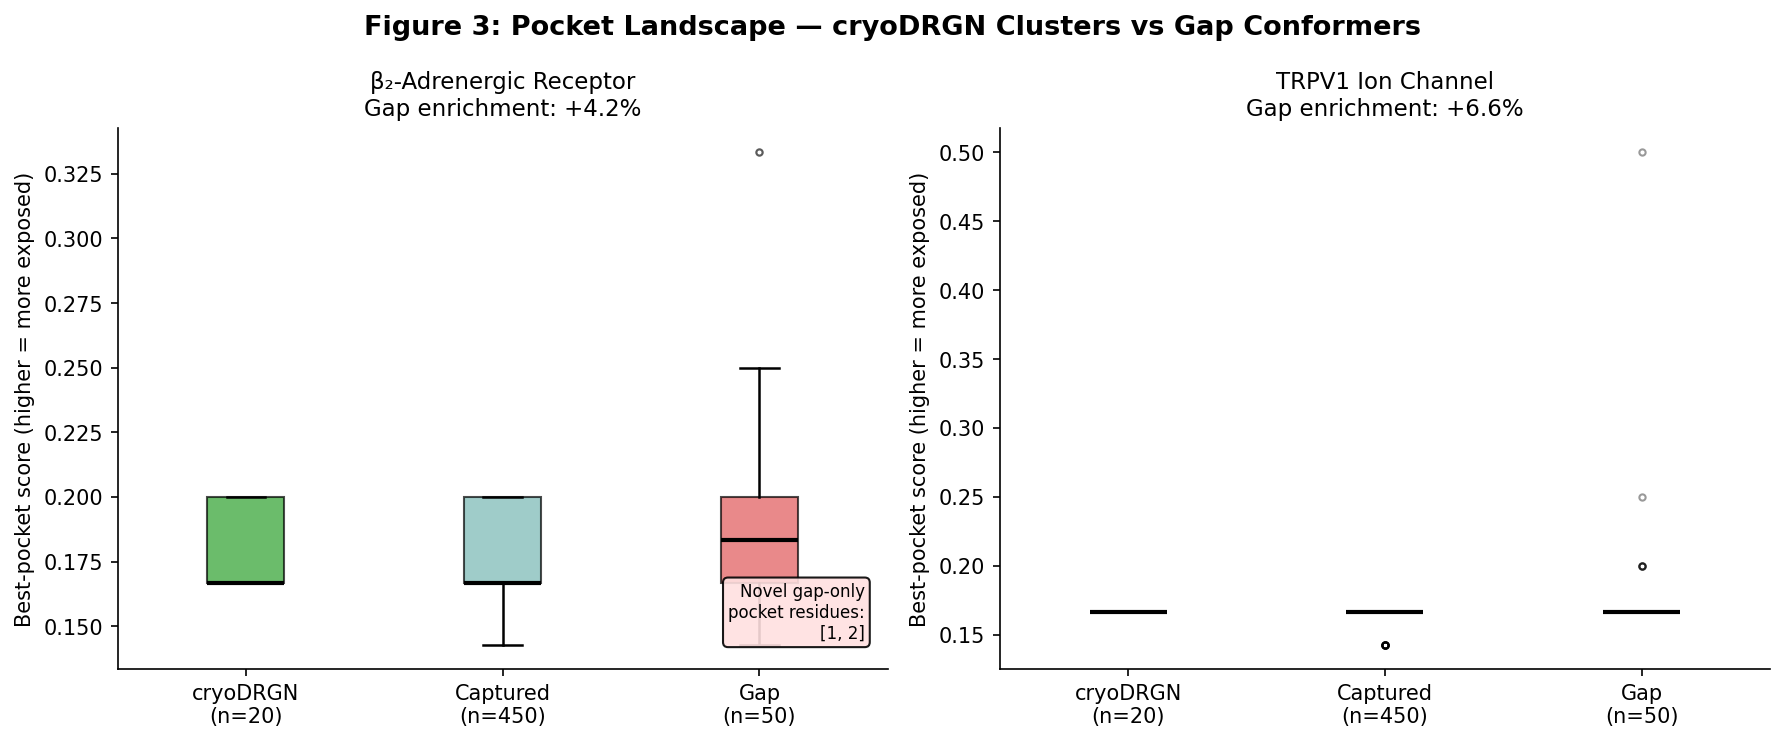 Figure 3: Pocket Landscape — cryoDRGN Clusters vs Gap Conformers
β₂-Adrenergic Receptor
Gap enrichment: +4.2%
Best-pocket score (higher = more exposed)
0.325
0.300
0.275
0.250
0.225
0.200
0.175
0.150
Novel gap-only
pocket residues:
[1, 2]
cryoDRGN
(n=20)
Captured
(n=450)
Gap
(n=50)
TRPV1 Ion Channel
Gap enrichment: +6.6%
Best-pocket score (higher = more exposed)
0.50
0.45
0.40
0.35
0.30
0.25
0.20
0.15
cryoDRGN
(n=20)
Captured
(n=450)
Gap
(n=50)